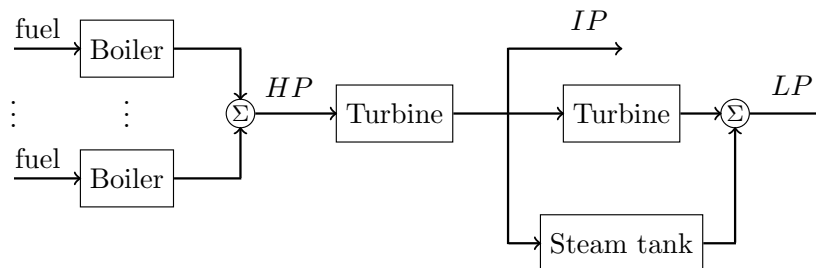 fuel
Boiler
Σ
HP
Turbine
IP
Turbine
Σ
LP
⋮
⋮
fuel
Boiler
Steam tank